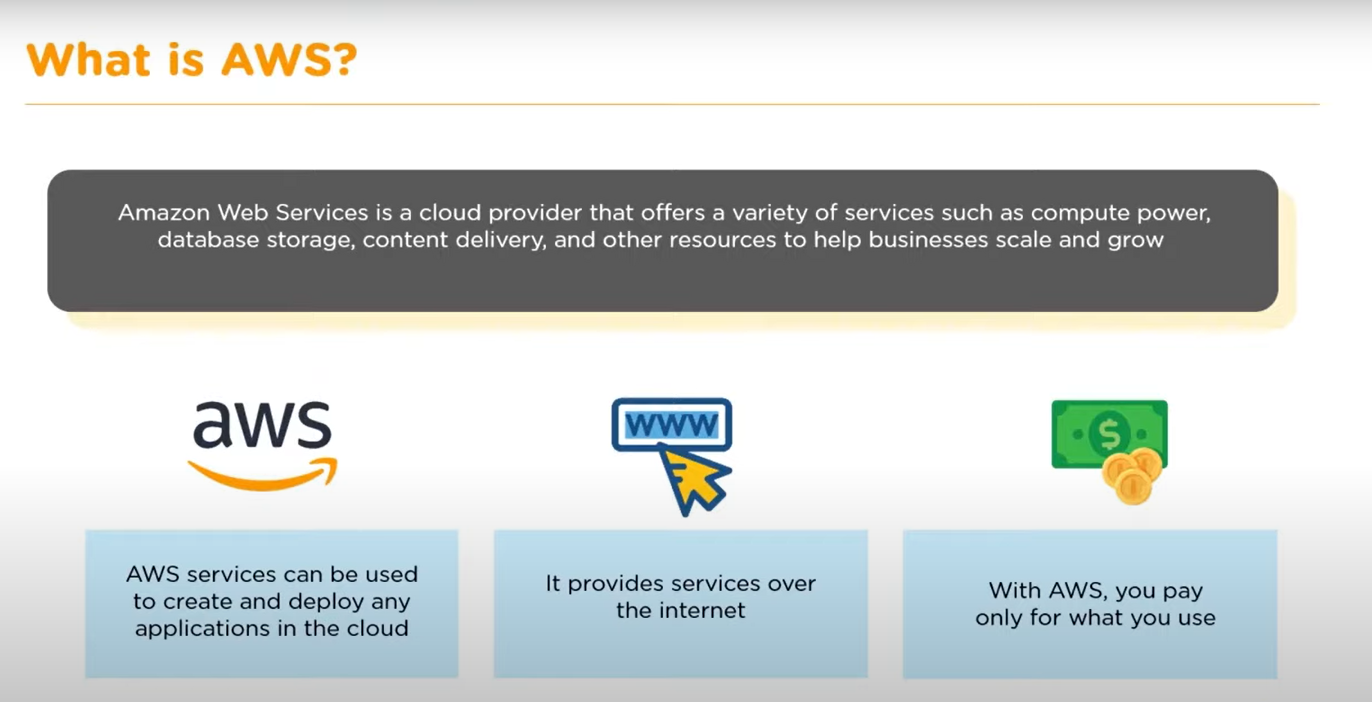 What is AWS?
Amazon Web Services is a cloud provider that offers a variety of services such as compute power,
database storage, content delivery, and other resources to help businesses scale and grow
aws
WWW
$
AWS services can be used
to create and deploy any
applications in the cloud
It provides services over
the internet
With AWS, you pay
only for what you use